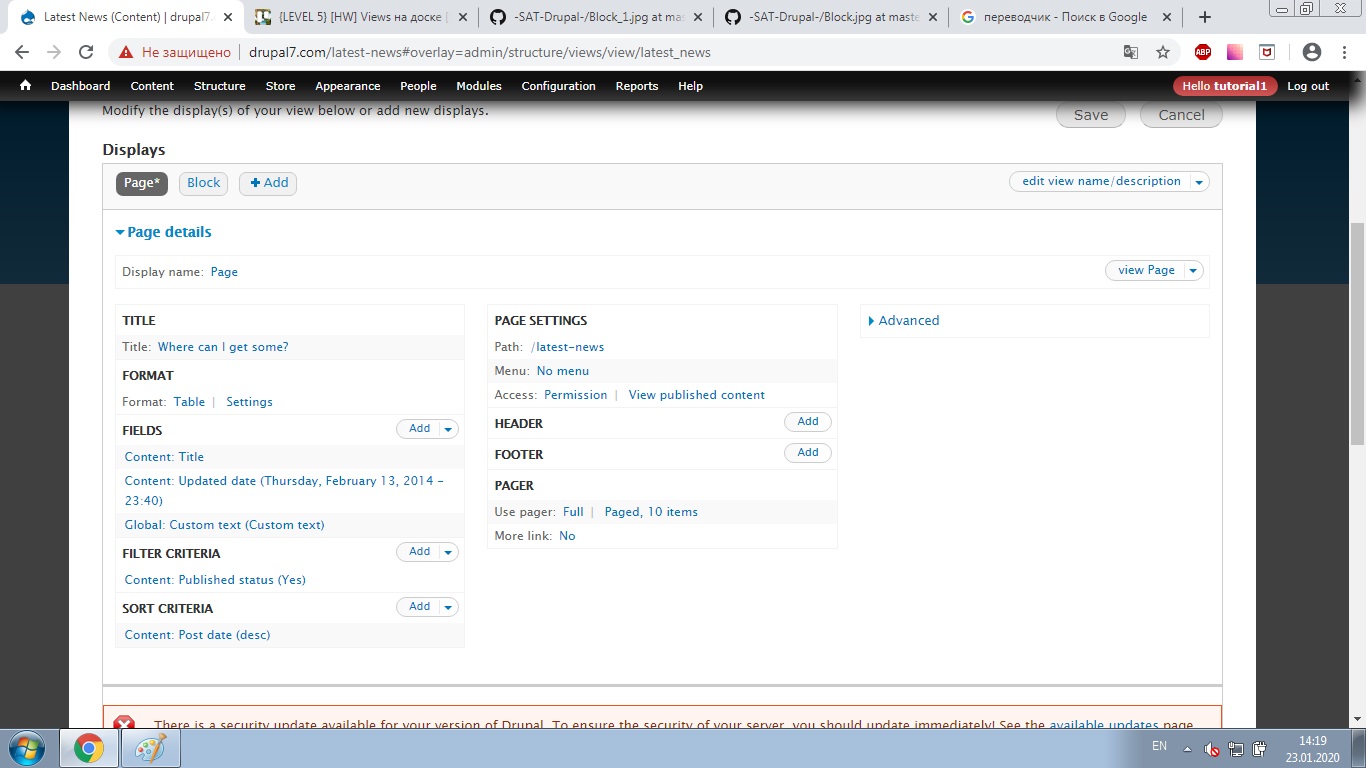 Latest News (Content) | drupal7.
{LEVEL 5} [HW] Views на доске [
-SAT-Drupal-/Block_1.jpg at mas
-SAT-Drupal-/Block.jpg at maste
переводчик - Поиск в Google
Не защищено
drupal7.com/latest-news#overlay=admin/structure/views/view/latest_news
ABP
Dashboard Content Structure Store Appearance People Modules Configuration Reports Help Hello tutorial1 Log out
Modify the display(s) of your view below or add new displays.
Save Cancel
Displays
Page* Block Add edit view name/description
Page details
Display name: Page view Page
TITLE
Title: Where can I get some?
FORMAT
Format: Table | Settings
FIELDS Add
Content: Title
Content: Updated date (Thursday, February 13, 2014 -
23:40)
Global: Custom text (Custom text)
FILTER CRITERIA Add
Content: Published status (Yes)
SORT CRITERIA Add
Content: Post date (desc)
PAGE SETTINGS
Path: /latest-news
Menu: No menu
Access: Permission | View published content
HEADER Add
FOOTER Add
PAGER
Use pager: Full | Paged, 10 items
More link: No
Advanced
There is a security update available for your version of Drupal. To ensure the security of your server, you should update immediately! See the available updates page
EN
14:19
23.01.2020